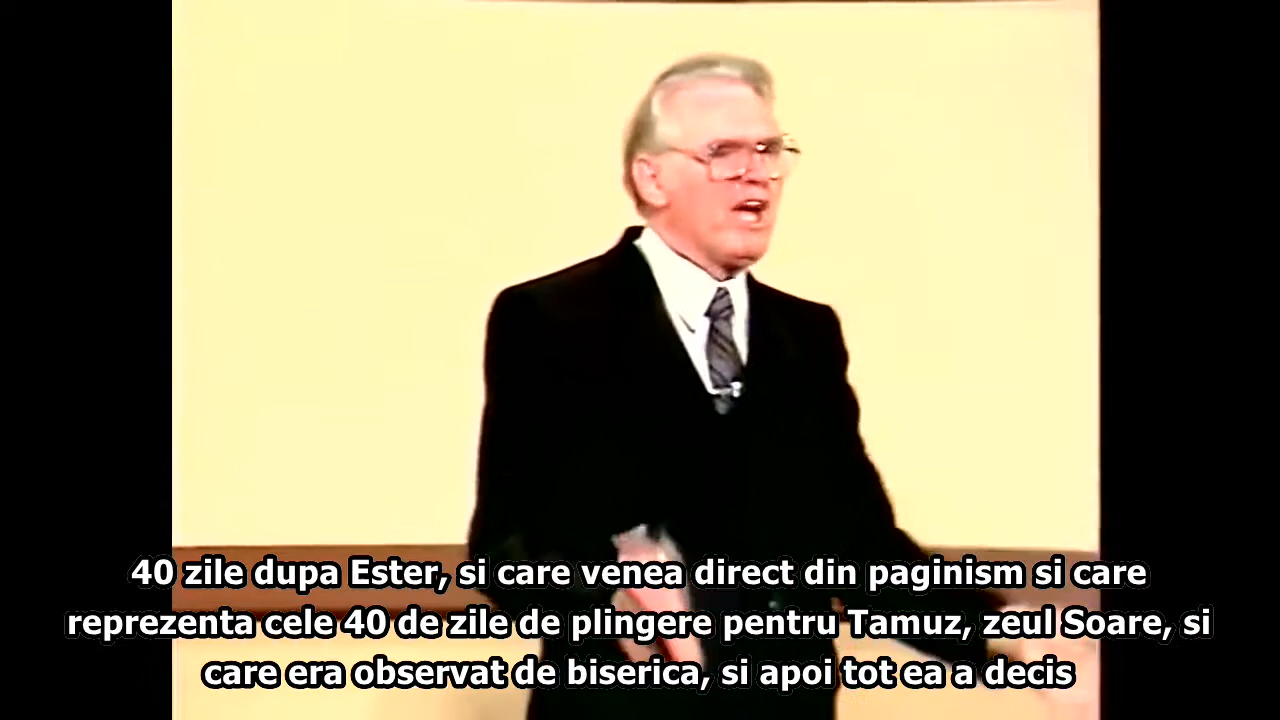 40 zile dupa Ester, si care venea direct din paginism si care
reprezenta cele 40 de zile de plingere pentru Tamuz, zeul Soare, si
care era observat de biserica, si apoi tot ea a decis